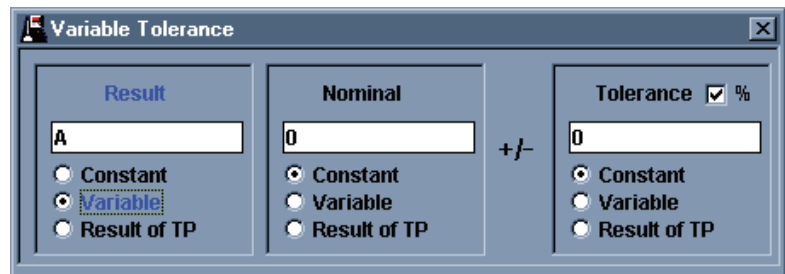 Variable Tolerance
Result
A
Constant
Variable
Result of TP
Nominal
0
Constant
Variable
Result of TP
+/-
Tolerance %
0
Constant
Variable
Result of TP